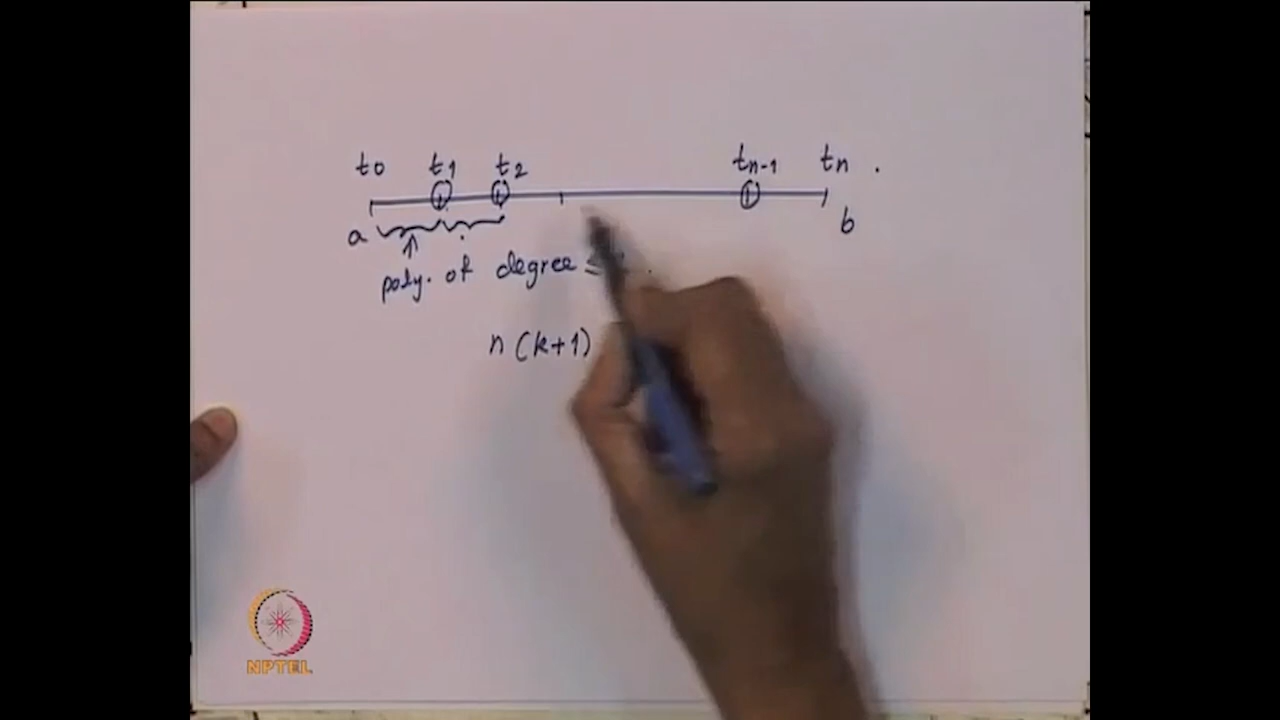 t0 t1 t2 tn-1 tn .
a b
poly. of degree ≤
n (k+1)
NPTEL